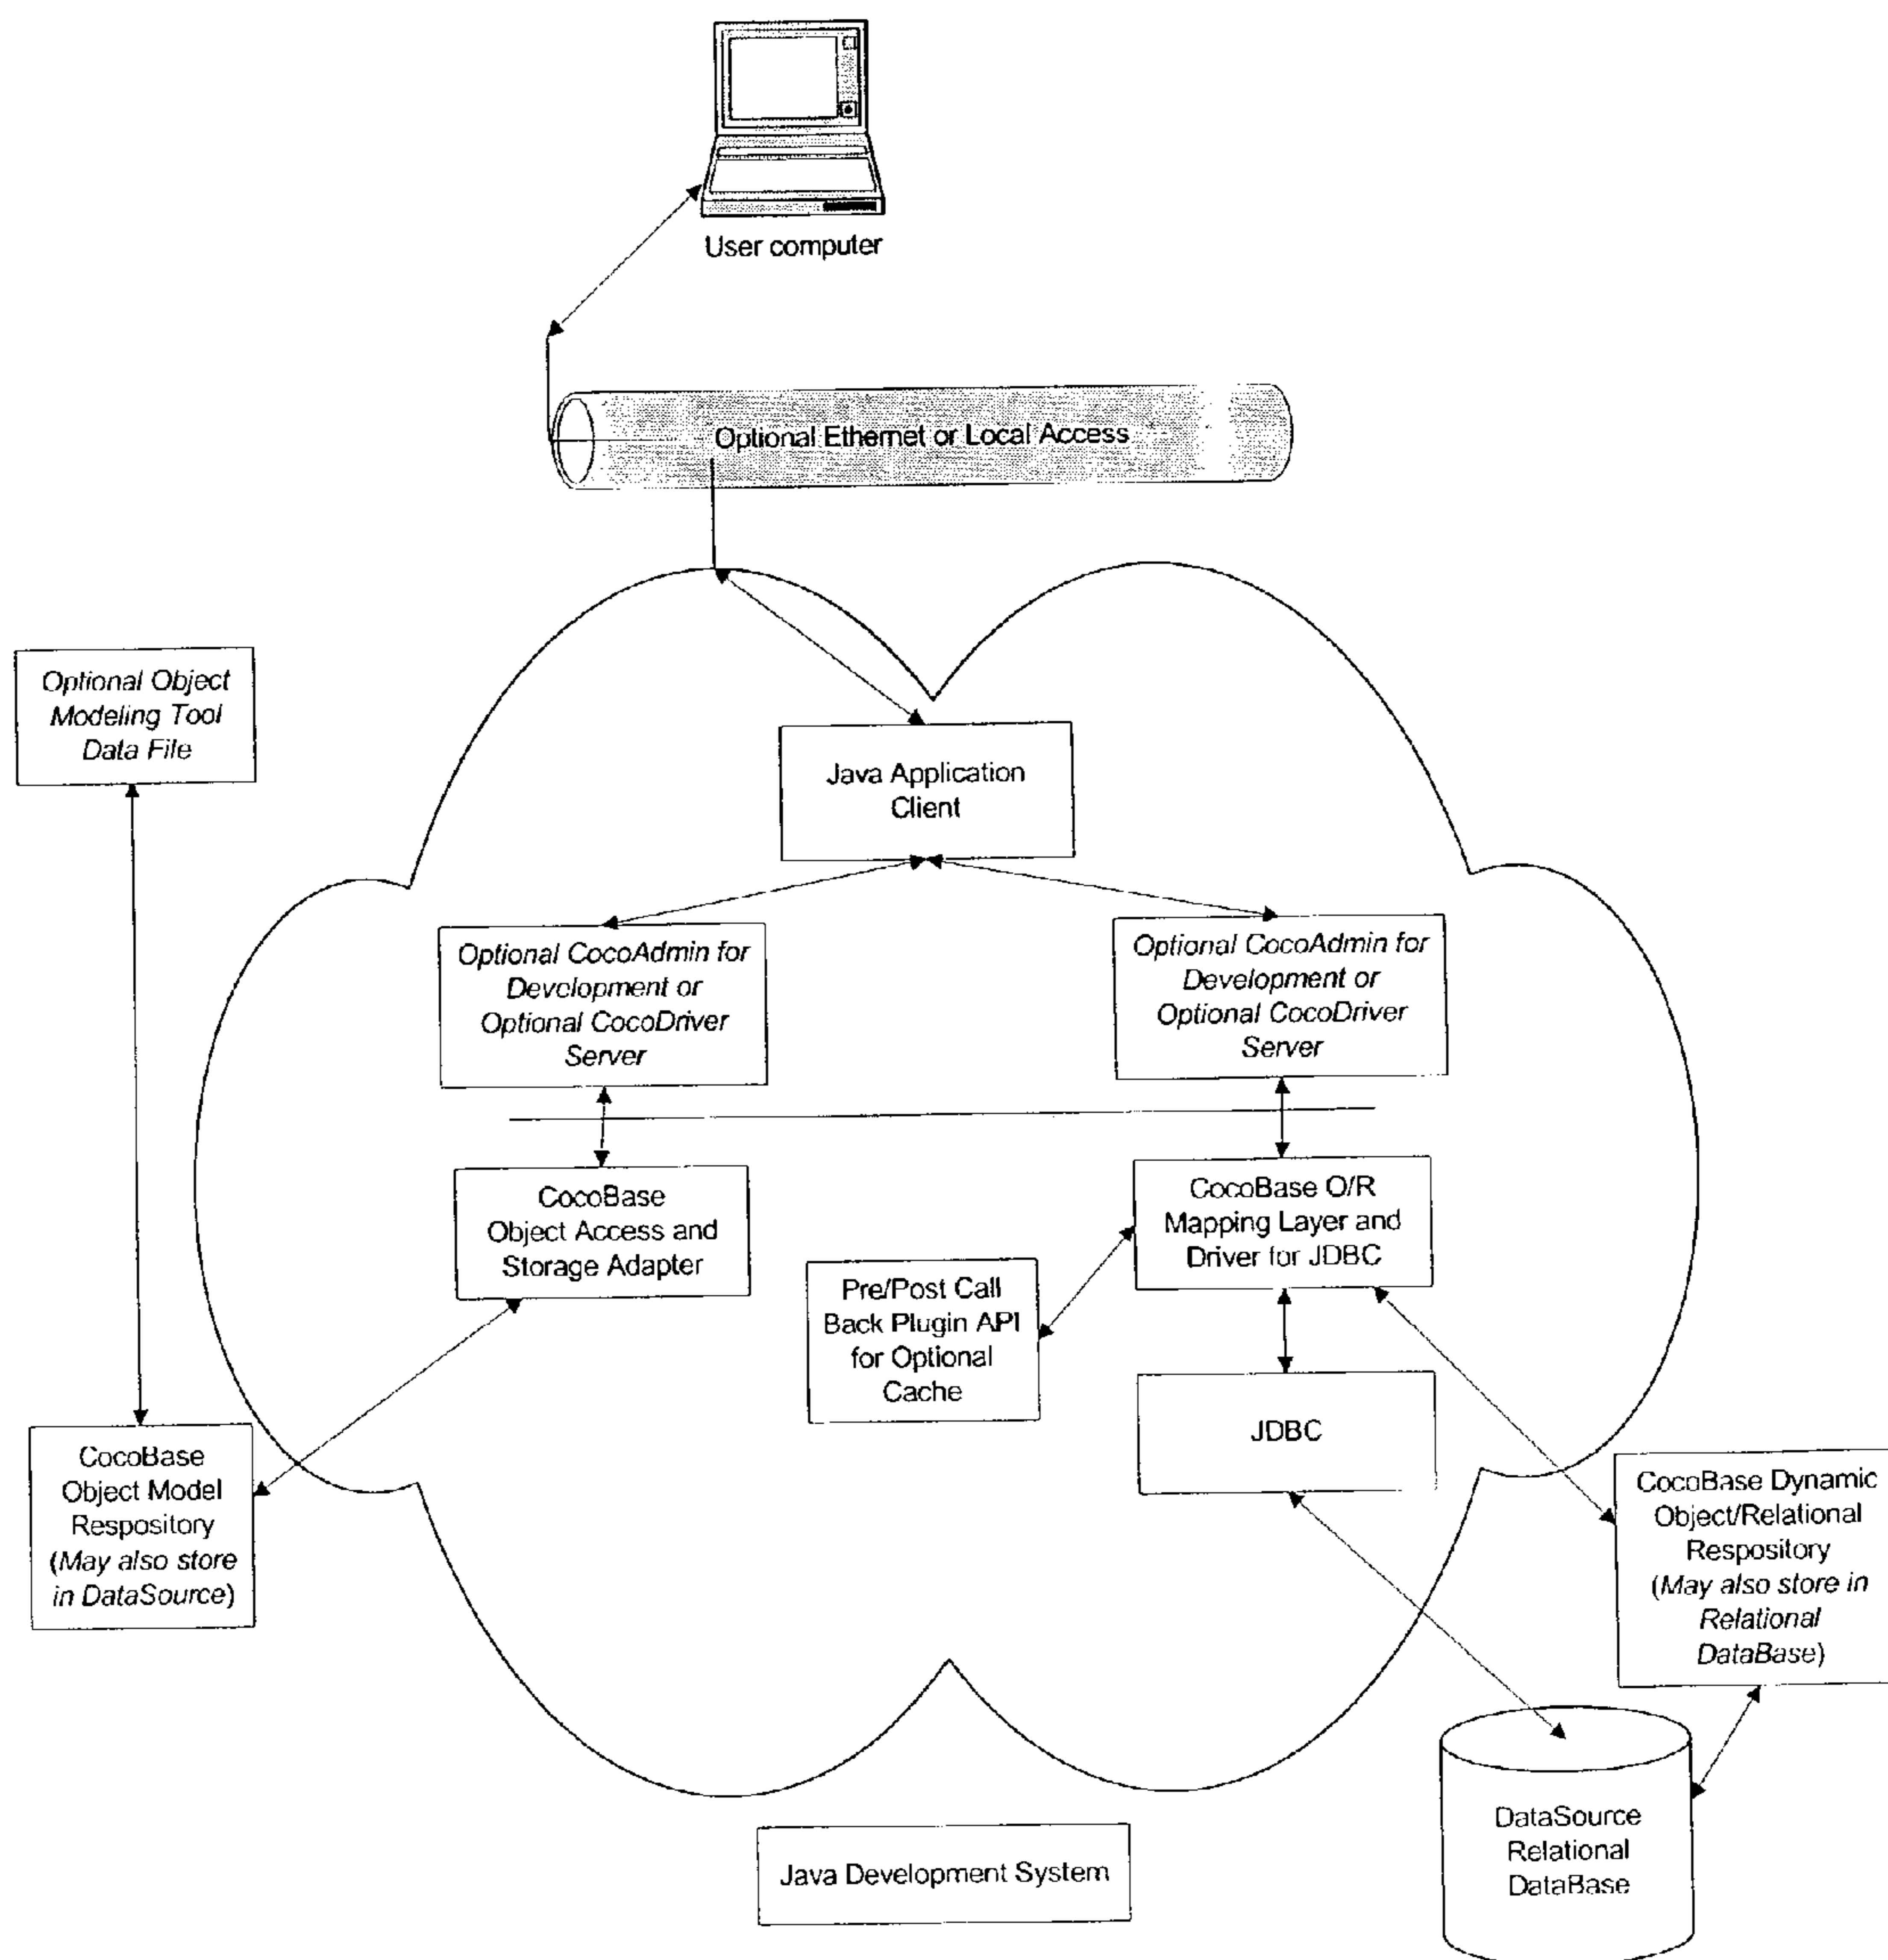 User computer
Optional Ethernet or Local Access
Optional Object
Modeling Tool
Data File
Java Application
Client
Optional CocoAdmin for
Development or
Optional CocoDriver
Server
Optional CocoAdmin for
Development or
Optional CocoDriver
Server
CocoBase
Object Access and
Storage Adapter
CocoBase O/R
Mapping Layer and
Driver for JDBC
Pre/Post Call
Back Plugin API
for Optional
Cache
JDBC
CocoBase
Object Model
Respository
(May also store
in DataSource)
CocoBase Dynamic
Object/Relational
Respository
(May also store in
Relational
DataBase)
DataSource
Relational
DataBase
Java Development System